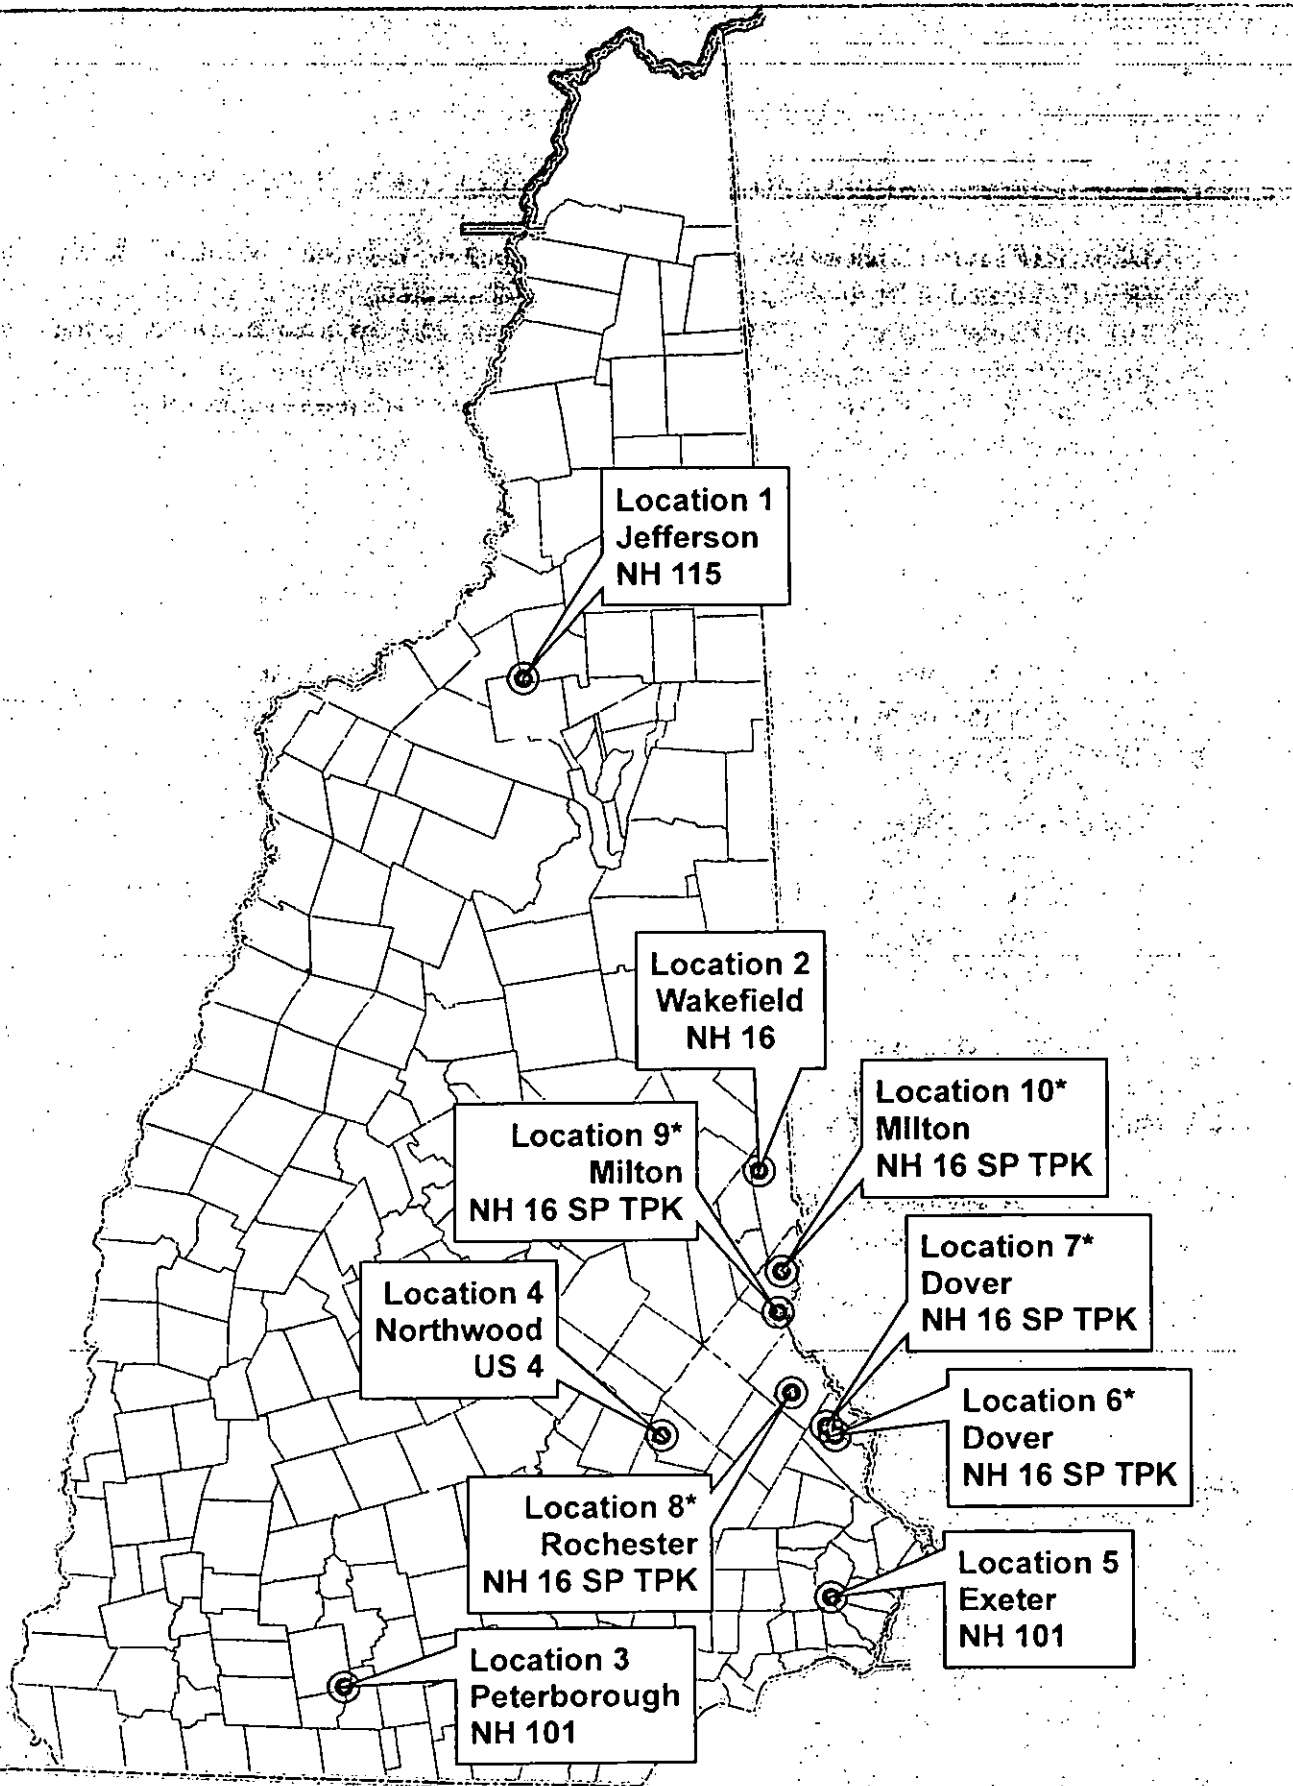 Location 1
Jefferson
NH 115
Location 2
Wakefield
NH 16
Location 10*
Milton
NH 16 SP TPK
Location 9*
Milton
NH 16 SP TPK
Location 7*
Dover
NH 16 SP TPK
Location 4
Northwood
US 4
Location 6*
Dover
NH 16 SP TPK
Location 8*
Rochester
NH 16 SP TPK
Location 5
Exeter
NH 101
Location 3
Peterborough
NH 101